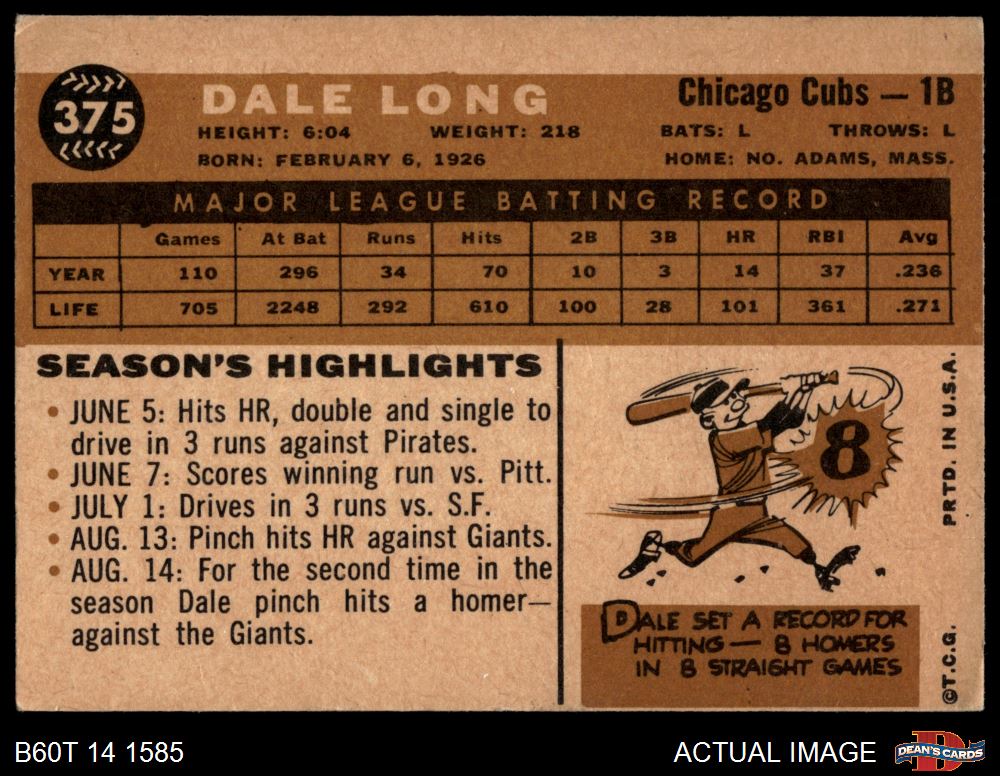 375
DALE LONG
Chicago Cubs — 1B
HEIGHT: 6:04 WEIGHT: 218 BATS: L THROWS: L
BORN: FEBRUARY 6, 1926 HOME: NO. ADAMS, MASS.
MAJOR LEAGUE BATTING RECORD
Games At Bat Runs Hits 2B 3B HR RBI Avg
YEAR 110 296 34 70 10 3 14 37 .236
LIFE 705 2248 292 610 100 28 101 361 .271
SEASON'S HIGHLIGHTS
• JUNE 5: Hits HR, double and single to
drive in 3 runs against Pirates.
• JUNE 7: Scores winning run vs. Pitt.
• JULY 1: Drives in 3 runs vs. S.F.
• AUG. 13: Pinch hits HR against Giants.
• AUG. 14: For the second time in the
season Dale pinch hits a homer—
against the Giants.
8
DALE SET A RECORD FOR
HITTING — 8 HOMERS
IN 8 STRAIGHT GAMES
©T.C.G. PRTD. IN U.S.A.
B60T 14 1585
ACTUAL IMAGE
DEAN'S CARDS